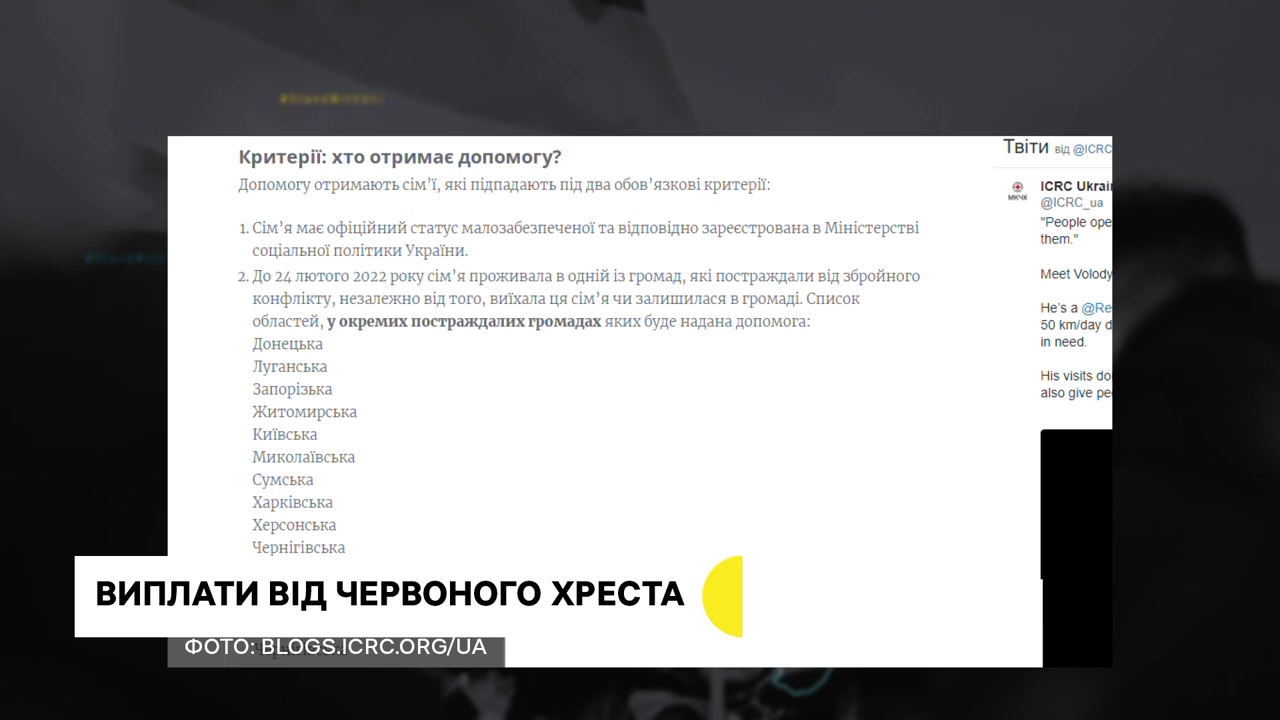 Критерії: хто отримає допомогу?
Допомогу отримають сім’ї, які підпадають під два обов’язкові критерії:
1. Сім’я має офіційний статус малозабезпеченої та відповідно зареєстрована в Міністерстві
соціальної політики України.
2. До 24 лютого 2022 року сім’я проживала в одній із громад, які постраждали від збройного
конфлікту, незалежно від того, виїхала ця сім’я чи залишилася в громаді. Список
областей, у окремих постраждалих громадах яких буде надана допомога:
Донецька
Луганська
Запорізька
Житомирська
Київська
Миколаївська
Сумська
Харківська
Херсонська
Чернігівська
Твіти від @ICRC
МКЧХ
ICRC Ukrai
@ICRC_ua
"People ope
them."
Meet Volody
He’s a @Re
50 km/day d
in need.
His visits do
also give pe
ВИПЛАТИ ВІД ЧЕРВОНОГО ХРЕСТА
ФОТО: BLOGS.ICRC.ORG/UA